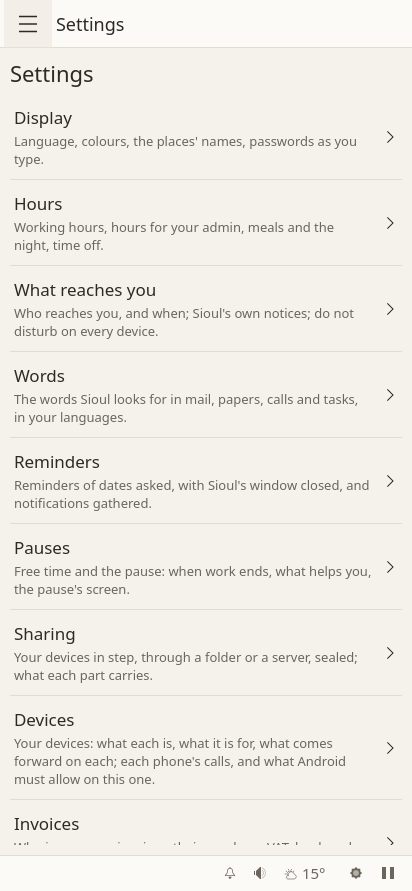 Settings
Settings
Display
Language, colours, the places' names, passwords as you
type.
Hours
Working hours, hours for your admin, meals and the
night, time off.
What reaches you
Who reaches you, and when; Sioul's own notices; do not
disturb on every device.
Words
The words Sioul looks for in mail, papers, calls and tasks,
in your languages.
Reminders
Reminders of dates asked, with Sioul's window closed, and
notifications gathered.
Pauses
Free time and the pause: when work ends, what helps you,
the pause's screen.
Sharing
Your devices in step, through a folder or a server, sealed;
what each part carries.
Devices
Your devices: what each is, what it is for, what comes
forward on each; each phone's calls, and what Android
must allow on this one.
Invoices
15°